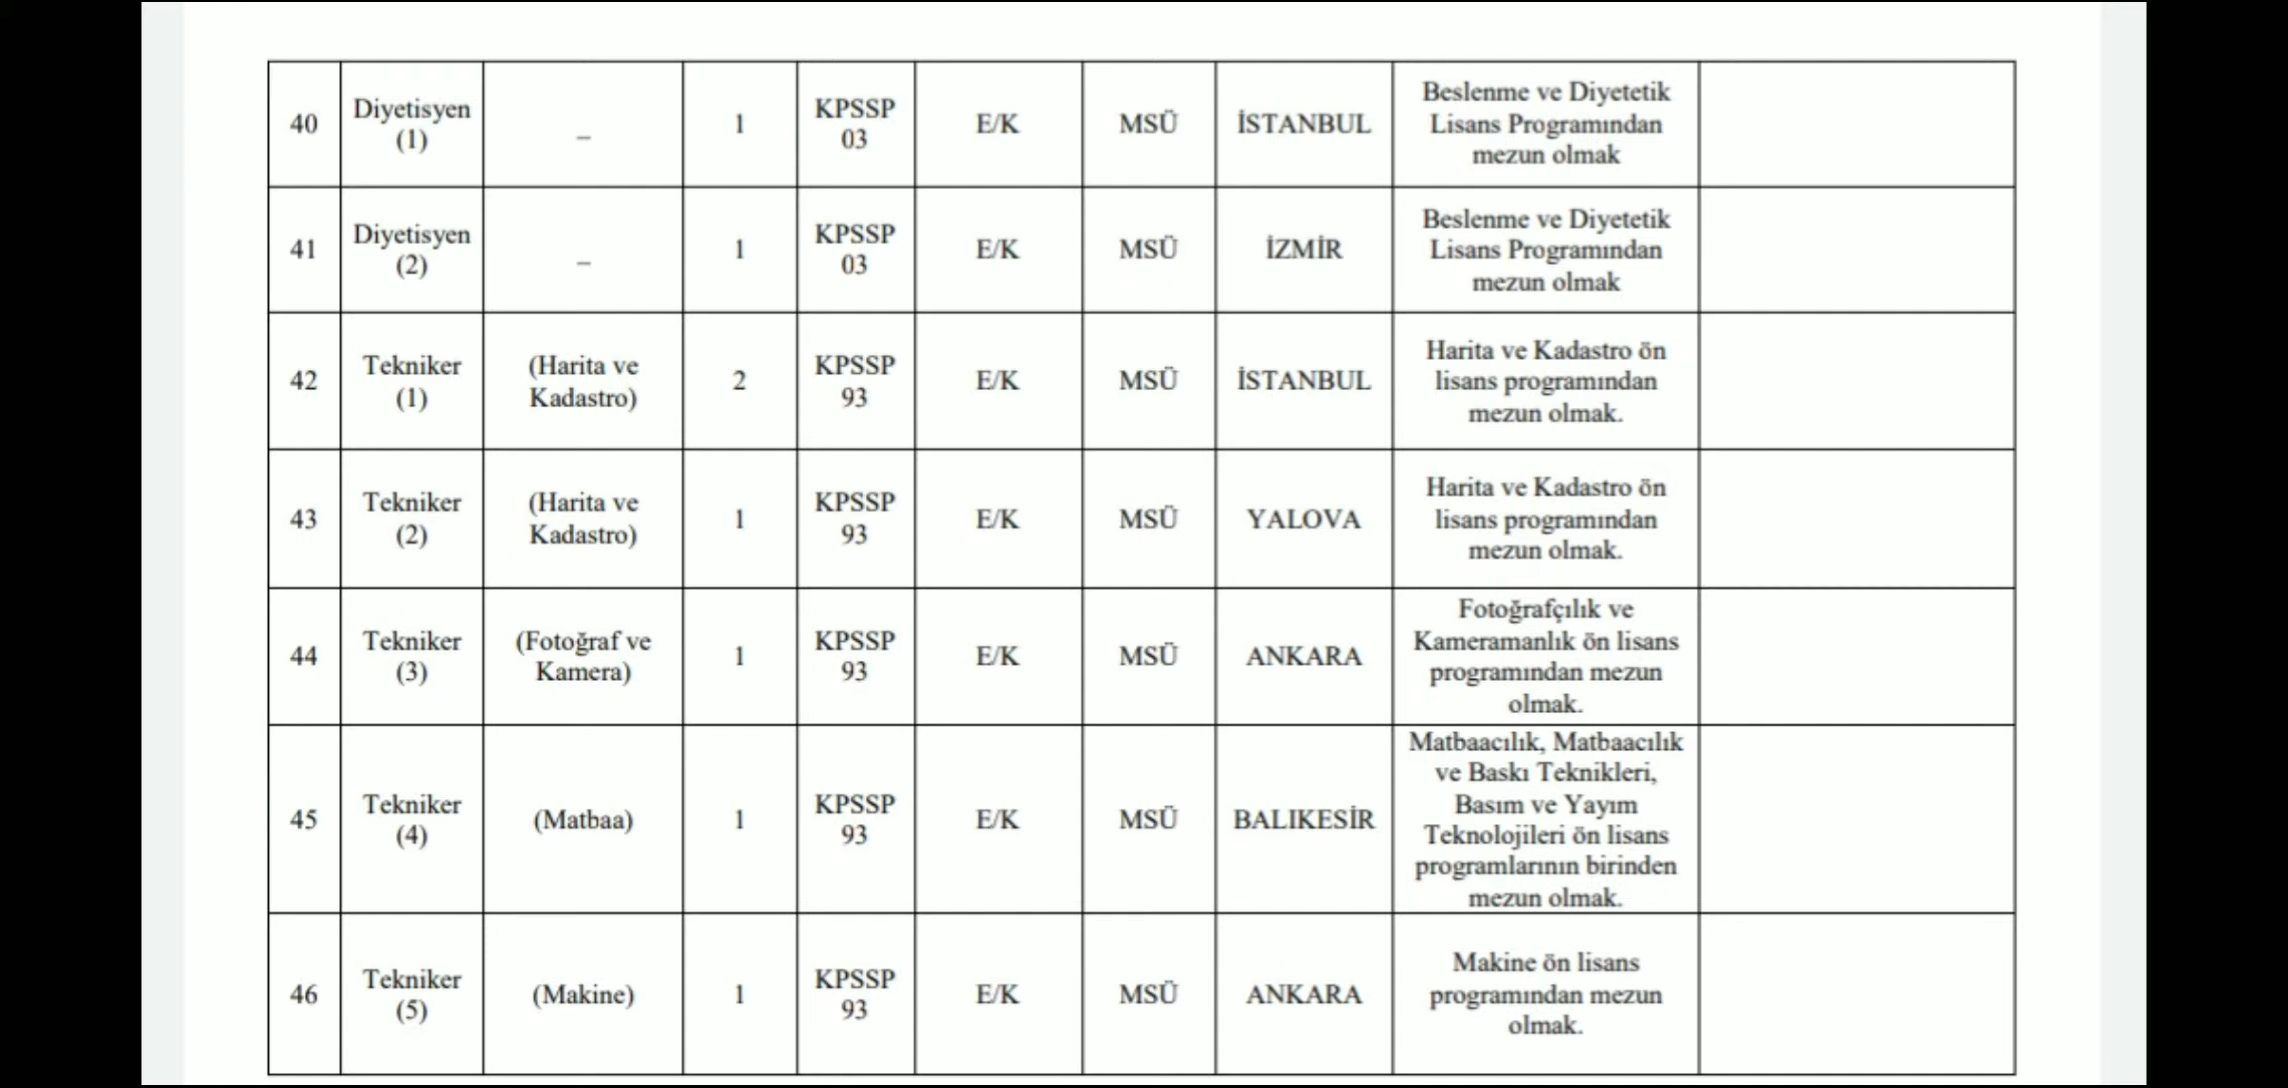 40 Diyetisyen (1) _ 1 KPSSP 03 E/K MSÜ İSTANBUL Beslenme ve Diyetetik Lisans Programından mezun olmak
41 Diyetisyen (2) _ 1 KPSSP 03 E/K MSÜ İZMİR Beslenme ve Diyetetik Lisans Programından mezun olmak
42 Tekniker (1) (Harita ve Kadastro) 2 KPSSP 93 E/K MSÜ İSTANBUL Harita ve Kadastro ön lisans programından mezun olmak.
43 Tekniker (2) (Harita ve Kadastro) 1 KPSSP 93 E/K MSÜ YALOVA Harita ve Kadastro ön lisans programından mezun olmak.
44 Tekniker (3) (Fotoğraf ve Kamera) 1 KPSSP 93 E/K MSÜ ANKARA Fotoğrafçılık ve Kameramanlık ön lisans programından mezun olmak.
45 Tekniker (4) (Matbaa) 1 KPSSP 93 E/K MSÜ BALIKESİR Matbaacılık, Matbaacılık ve Baskı Teknikleri, Basım ve Yayım Teknolojileri ön lisans programlarının birinden mezun olmak.
46 Tekniker (5) (Makine) 1 KPSSP 93 E/K MSÜ ANKARA Makine ön lisans programından mezun olmak.